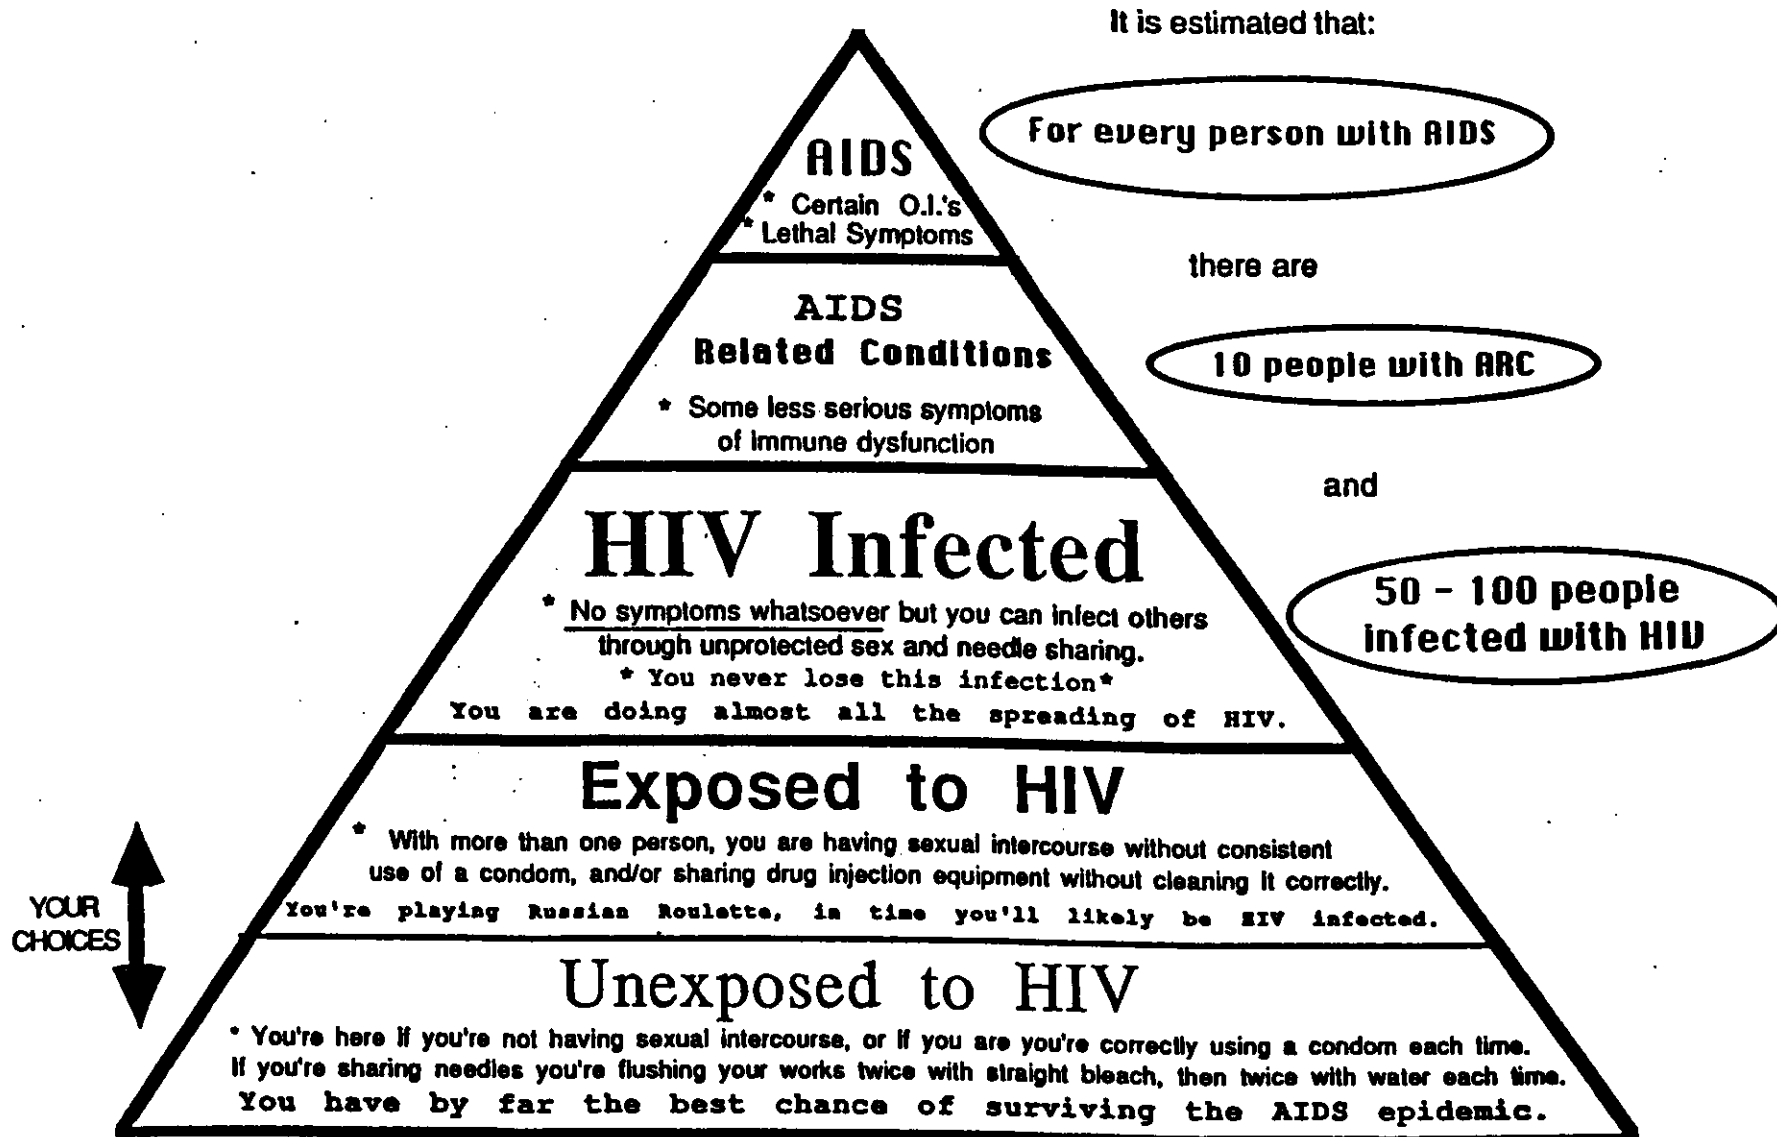 It is estimated that:
For every person with AIDS
there are
10 people with ARC
and
50 - 100 people
infected with HIV
AIDS
* Certain O.I.'s
* Lethal Symptoms
AIDS
Related Conditions
* Some less serious symptoms
of immune dysfunction
HIV Infected
* No symptoms whatsoever but you can infect others
through unprotected sex and needle sharing.
* You never lose this infection*
You are doing almost all the spreading of HIV.
Exposed to HIV
* With more than one person, you are having sexual intercourse without consistent
use of a condom, and/or sharing drug injection equipment without cleaning it correctly.
You're playing Russian Roulette, in time you'll likely be HIV infected.
YOUR
CHOICES
Unexposed to HIV
* You're here if you're not having sexual intercourse, or if you are you're correctly using a condom each time.
If you're sharing needles you're flushing your works twice with straight bleach, then twice with water each time.
You have by far the best chance of surviving the AIDS epidemic.